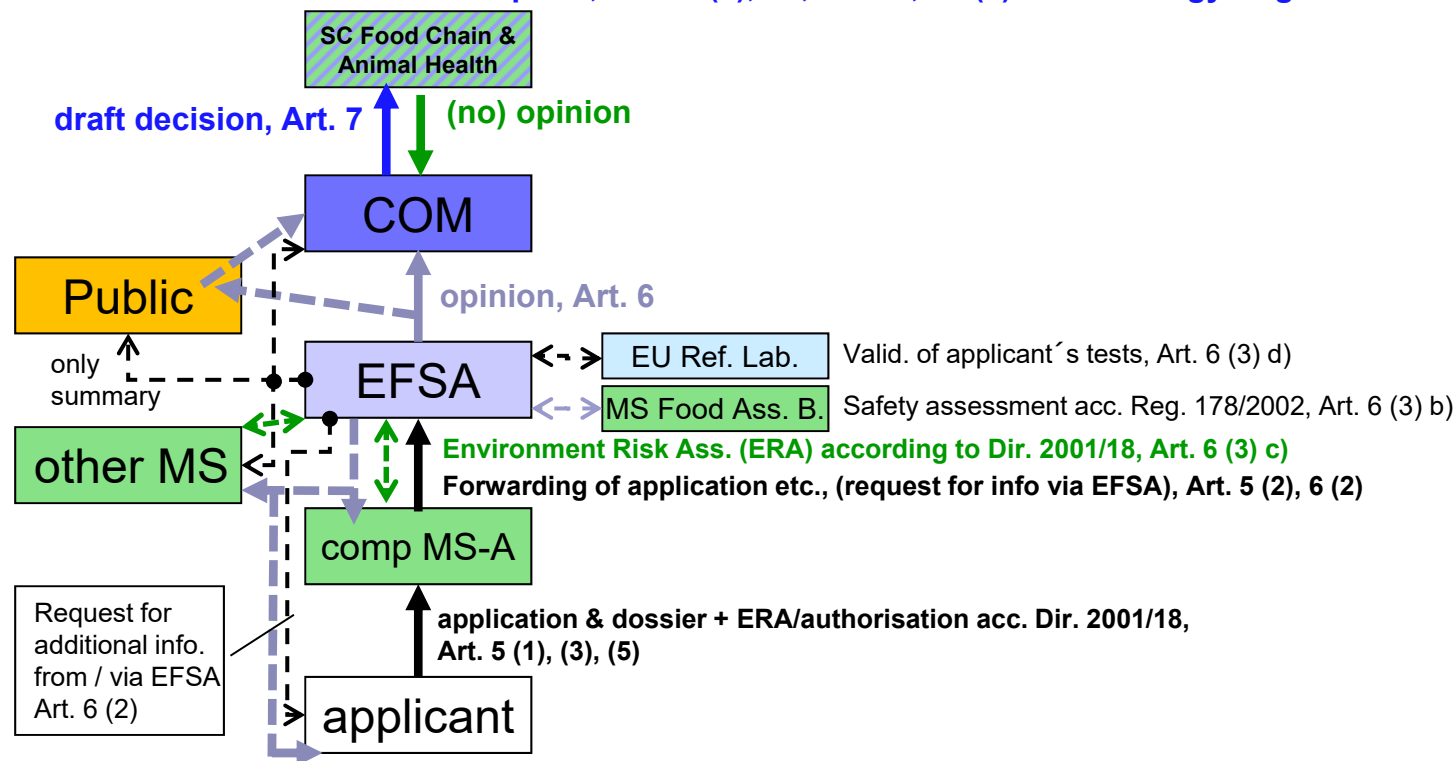 SC Food Chain &
Animal Health
draft decision, Art. 7
(no) opinion
COM
Public
opinion, Art. 6
only
summary
EFSA
EU Ref. Lab.
Valid. of applicant´s tests, Art. 6 (3) d)
MS Food Ass. B.
Safety assessment acc. Reg. 178/2002, Art. 6 (3) b)
other MS
Environment Risk Ass. (ERA) according to Dir. 2001/18, Art. 6 (3) c)
Forwarding of application etc., (request for info via EFSA), Art. 5 (2), 6 (2)
comp MS-A
Request for
additional info.
from / via EFSA
Art. 6 (2)
application & dossier + ERA/authorisation acc. Dir. 2001/18,
Art. 5 (1), (3), (5)
applicant